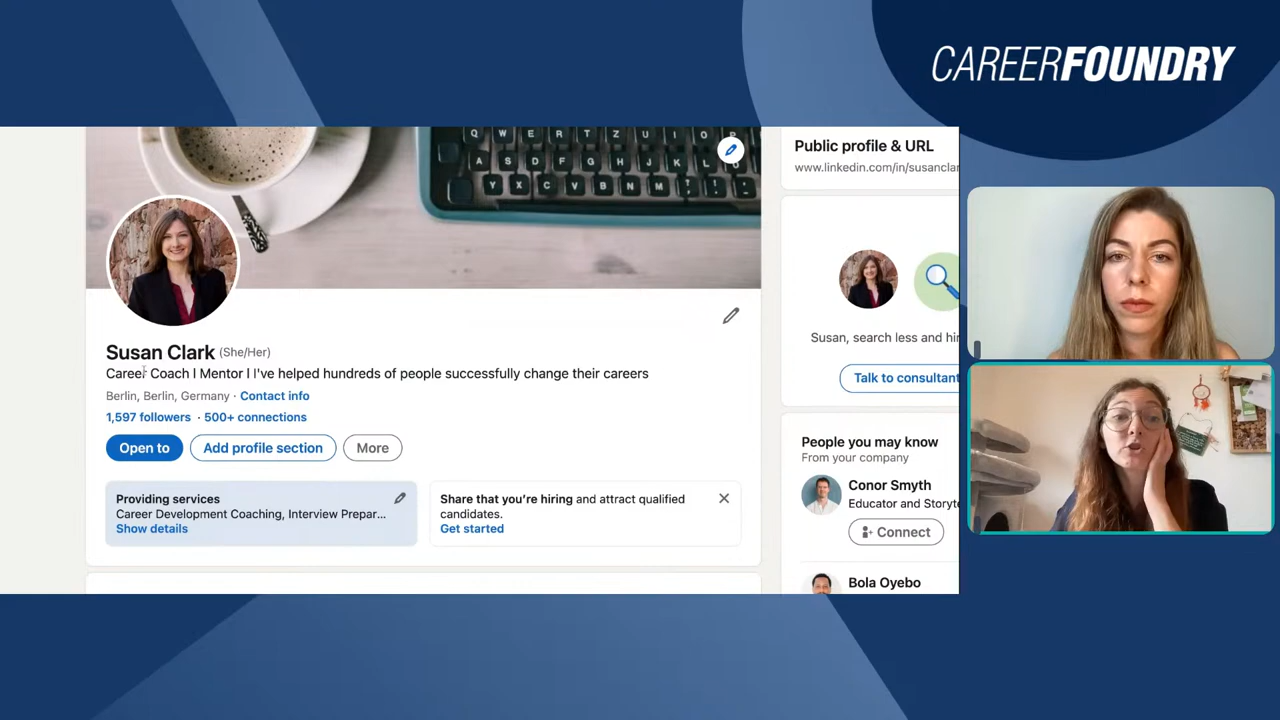 CAREERFOUNDRY
Q W E R T Z U I O P
A S D F G H J K L
Y X C V B N M
Public profile & URL
www.linkedin.com/in/susanclar
Susan, search less and hir
Talk to consultant
Susan Clark (She/Her)
Career Coach I Mentor I I've helped hundreds of people successfully change their careers
Berlin, Berlin, Germany · Contact info
1,597 followers · 500+ connections
Open to
Add profile section
More
Providing services
Career Development Coaching, Interview Prepar...
Show details
Share that you're hiring and attract qualified
candidates.
Get started
People you may know
From your company
Conor Smyth
Educator and Storyte
Connect
Bola Oyebo